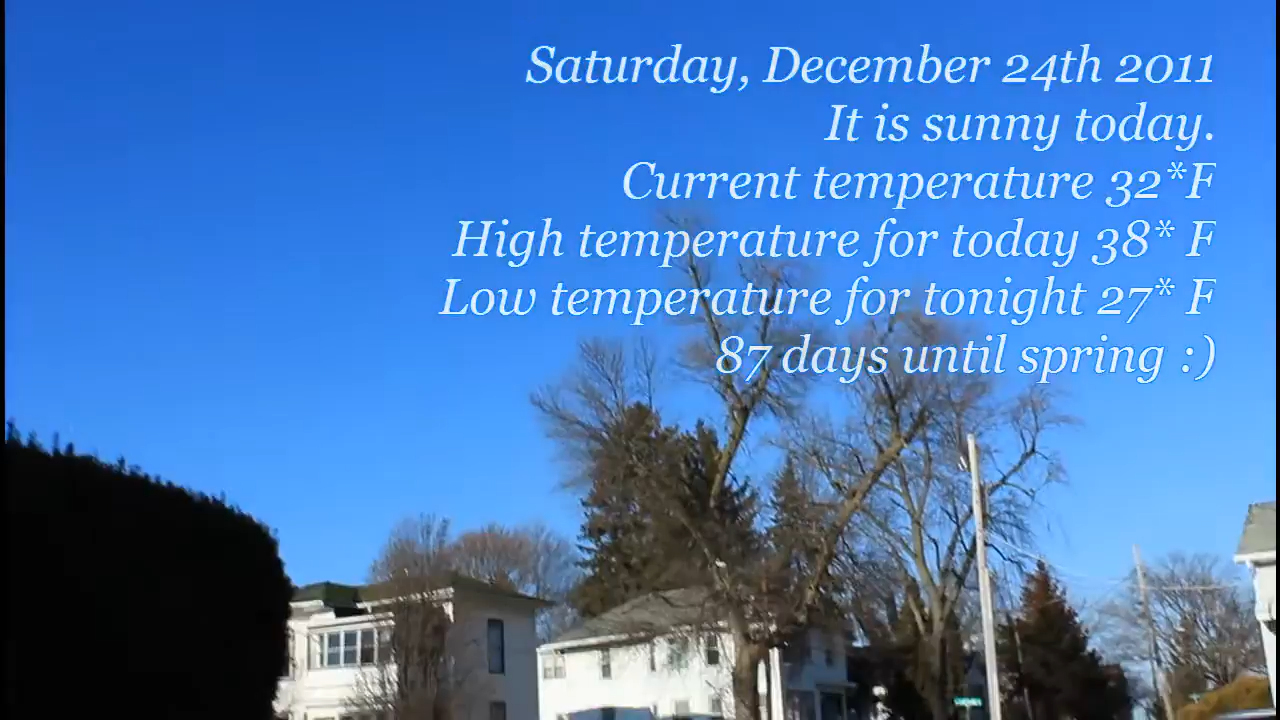 Saturday, December 24th 2011
It is sunny today.
Current temperature 32*F
High temperature for today 38* F
Low temperature for tonight 27* F
87 days until spring :)